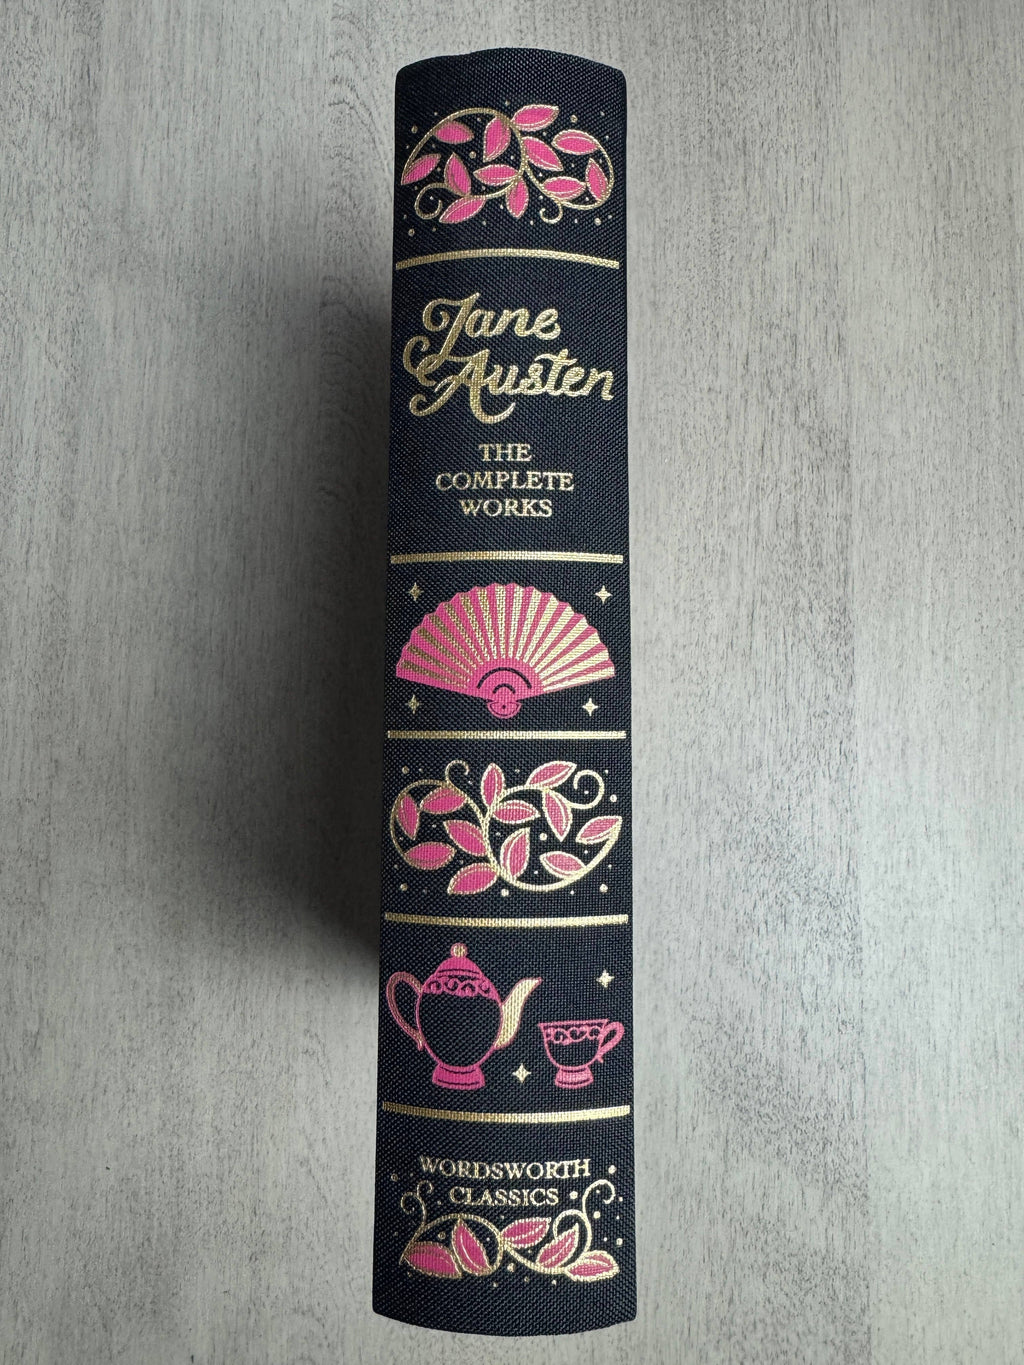 Jane
Austen
THE
COMPLETE
WORKS
WORDSWORTH
CLASSICS